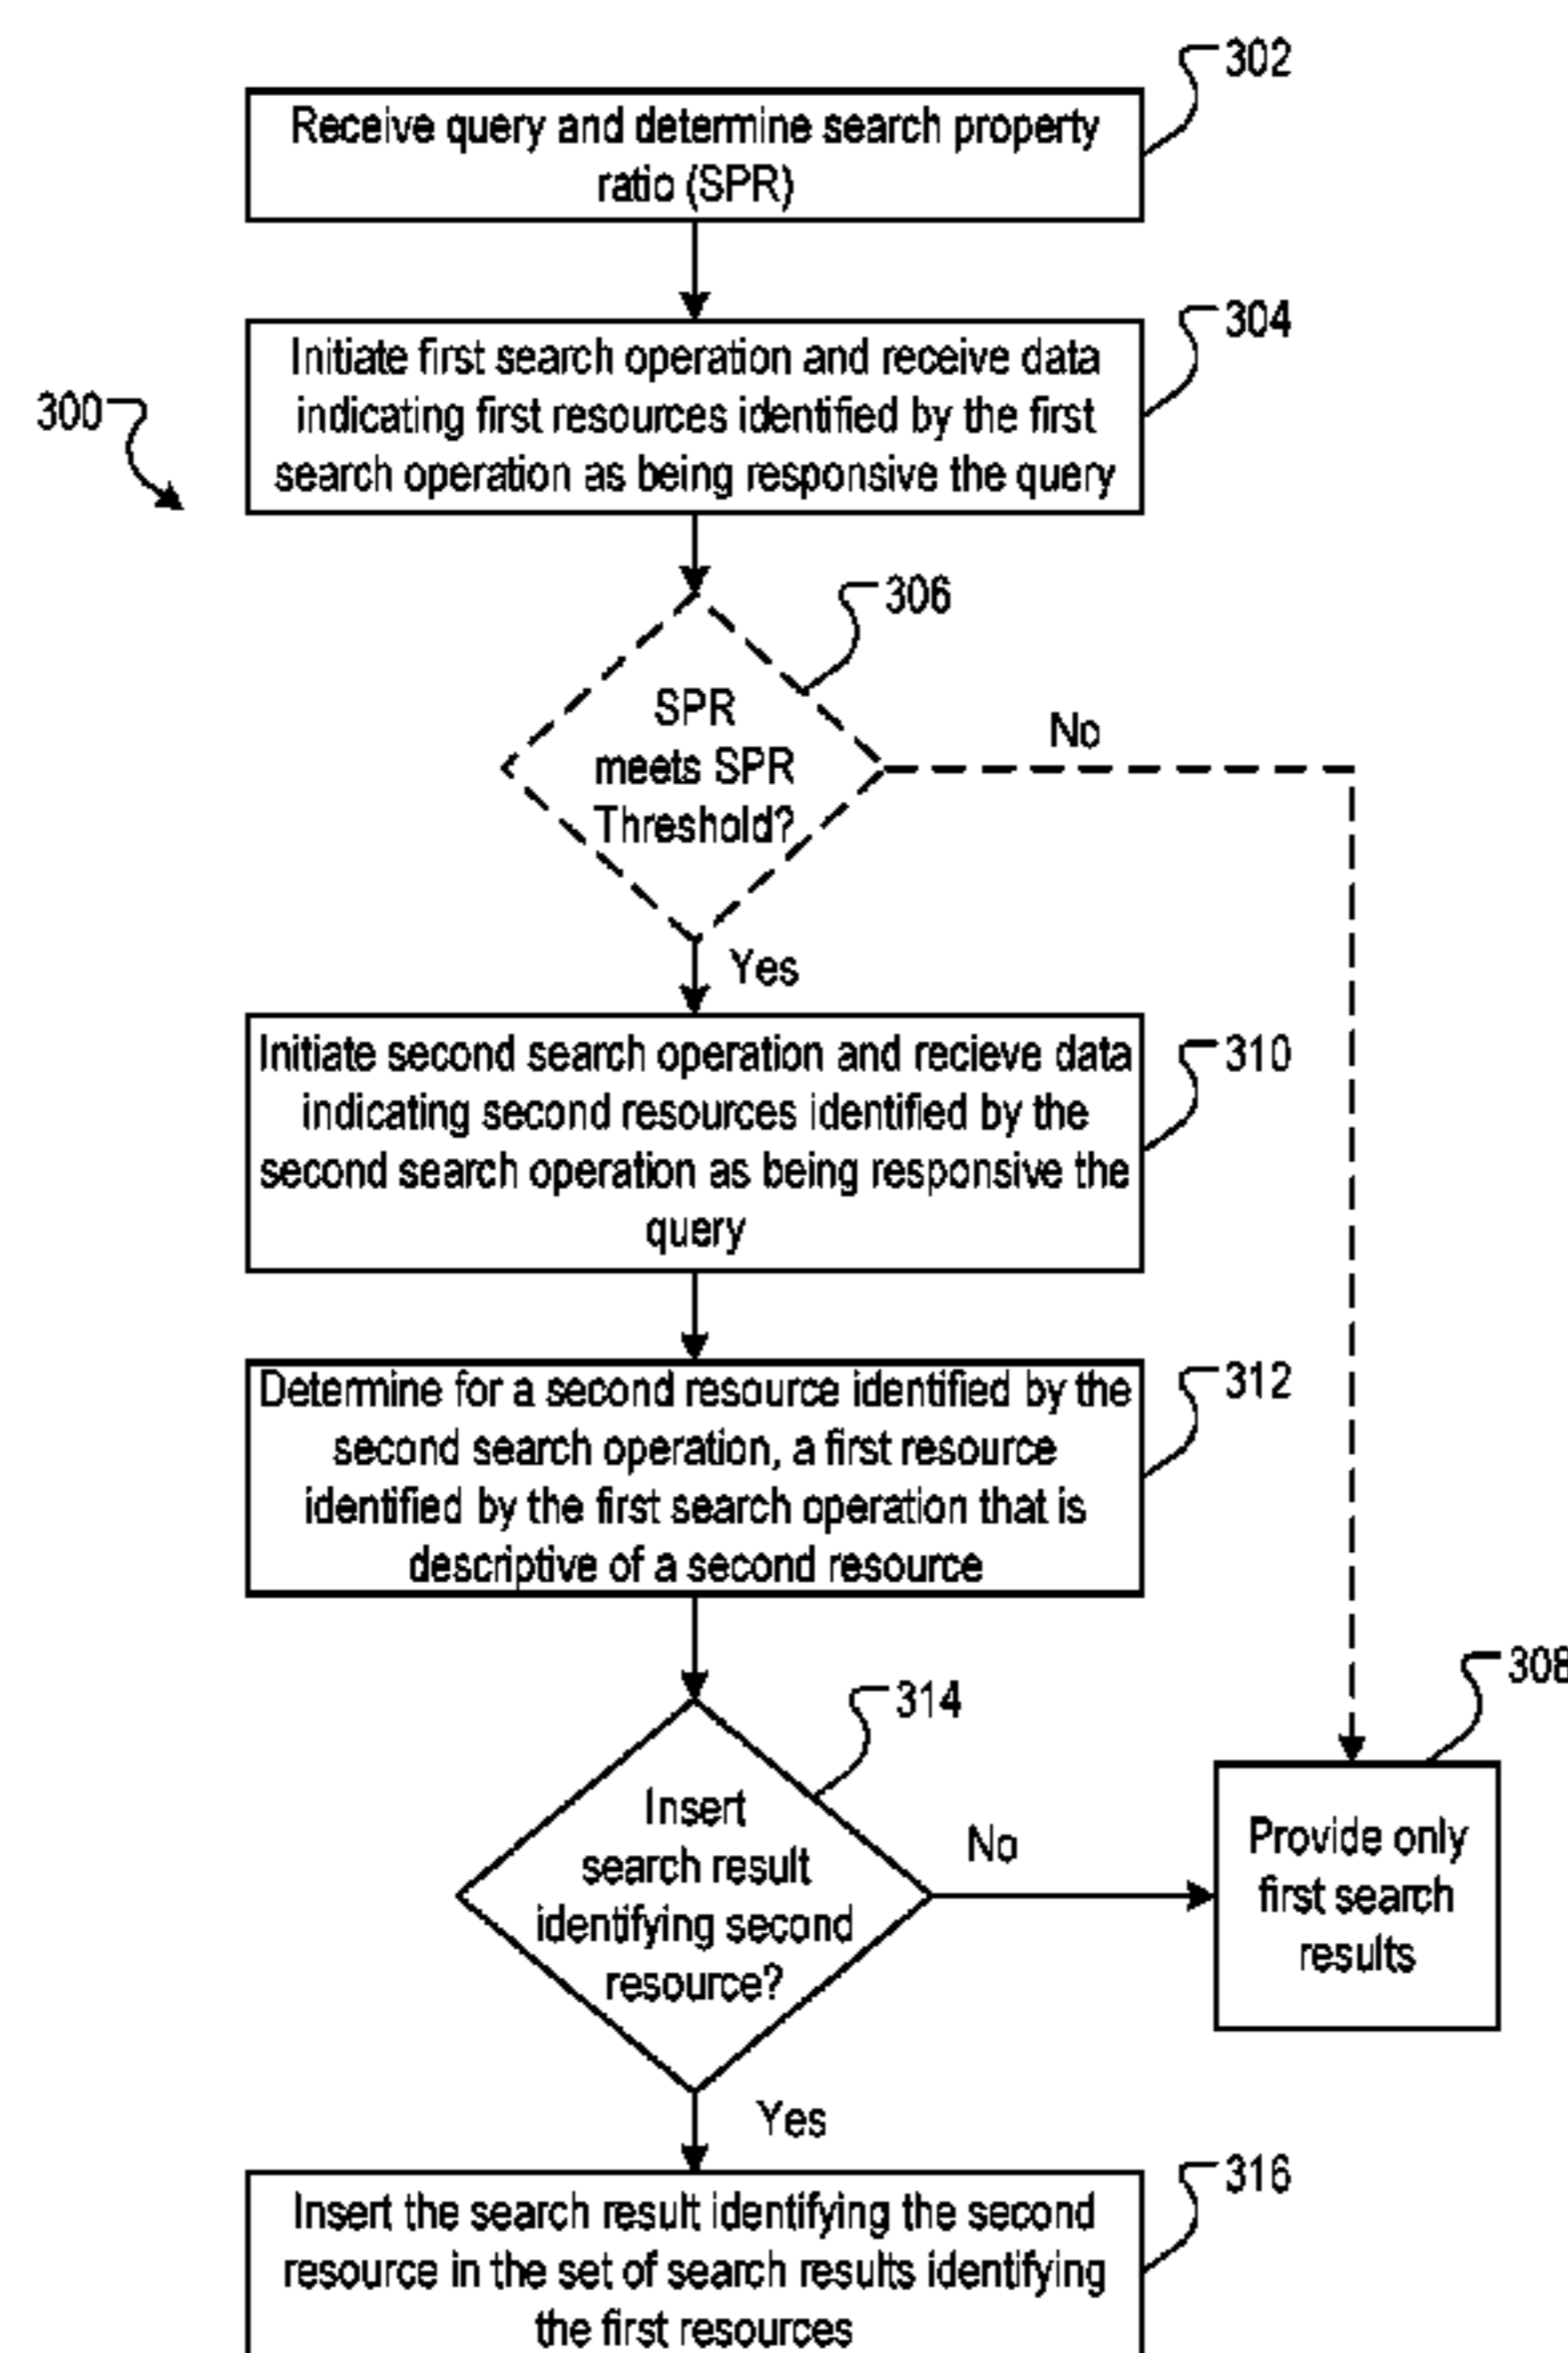 302
Receive query and determine search property
ratio (SPR)
304
Initiate first search operation and receive data
indicating first resources identified by the first
search operation as being responsive the query
300
306
SPR
meets SPR
Threshold?
No
Yes
310
Initiate second search operation and recieve data
indicating second resources identified by the
second search operation as being responsive the
query
312
Determine for a second resource identified by the
second search operation, a first resource
identified by the first search operation that is
descriptive of a second resource
308
314
Insert
search result
identifying second
resource?
No
Provide only
first search
results
Yes
316
Insert the search result identifying the second
resource in the set of search results identifying
the first resources